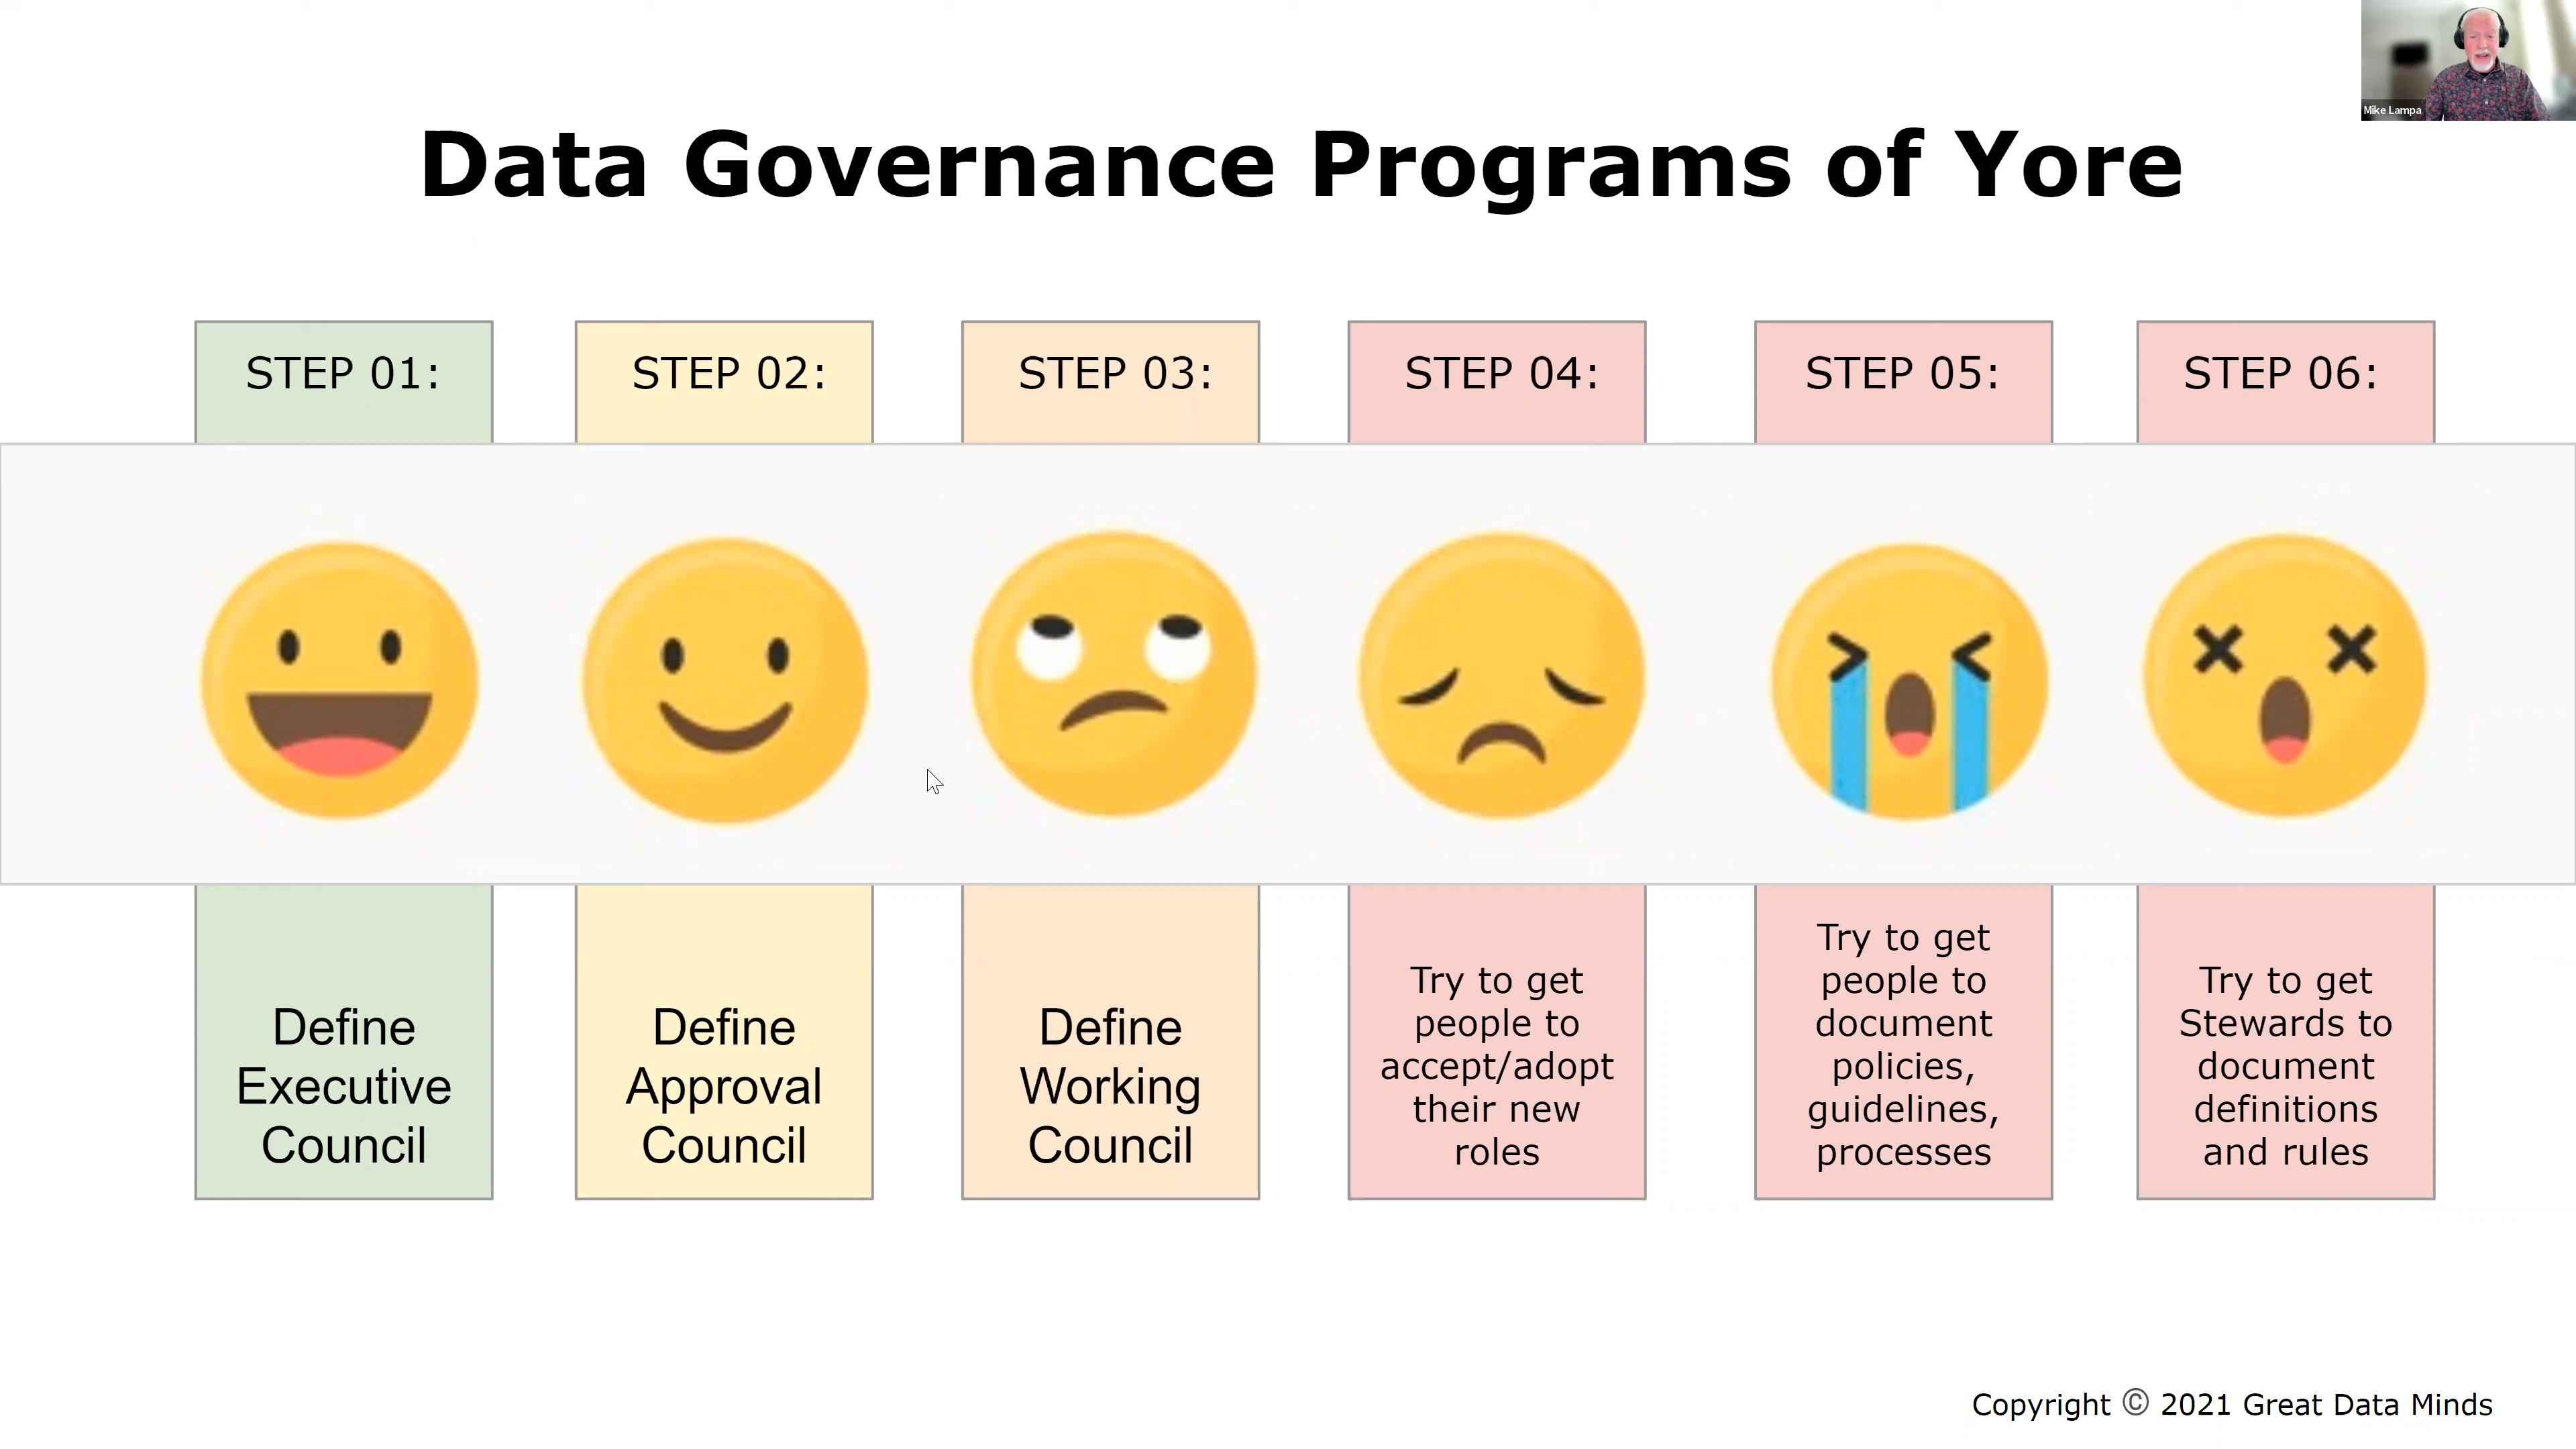 Mike Lampa
Data Governance Programs of Yore
STEP 01:
STEP 02:
STEP 03:
STEP 04:
STEP 05:
STEP 06:
Define
Executive
Council
Define
Approval
Council
Define
Working
Council
Try to get
people to
accept/adopt
their new
roles
Try to get
people to
document
policies,
guidelines,
processes
Try to get
Stewards to
document
definitions
and rules
Copyright © 2021 Great Data Minds